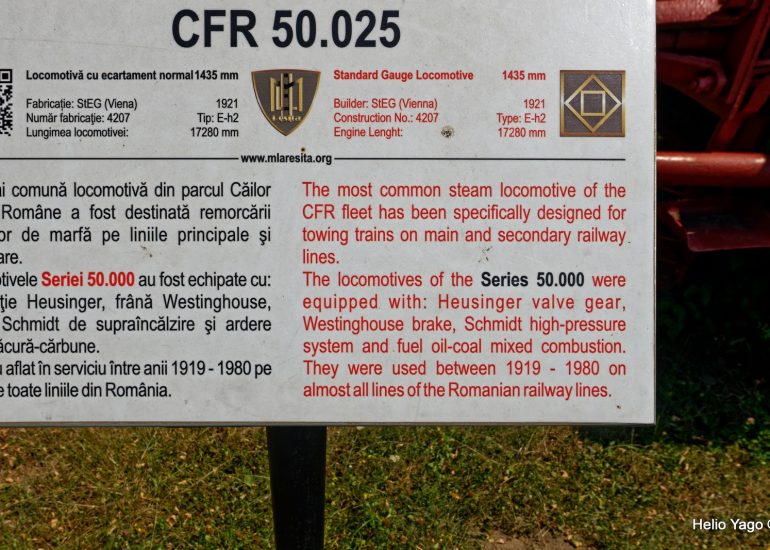 CFR 50.025
Locomotivă cu ecartament normal 1435 mm
Fabricație: StEG (Viena) 1921
Număr fabricație: 4207 Tip: E-h2
Lungimea locomotivei: 17280 mm
Standard Gauge Locomotive 1435 mm
Builder: StEG (Vienna) 1921
Construction No.: 4207 Type: E-h2
Engine Lenght: 17280 mm
www.mlaresita.org
comună locomotivă din parcul Căilor
Române a fost destinată remorcării
de marfă pe liniile principale şi
Seriei 50.000 au fost echipate cu:
Heusinger, frână Westinghouse,
Schmidt de supraîncălzire şi ardere
aflat în serviciu între anii 1919 - 1980 pe
toate liniile din România.
The most common steam locomotive of the
CFR fleet has been specifically designed for
towing trains on main and secondary railway
lines.
The locomotives of the Series 50.000 were
equipped with: Heusinger valve gear,
Westinghouse brake, Schmidt high-pressure
system and fuel oil-coal mixed combustion.
They were used between 1919 - 1980 on
almost all lines of the Romanian railway lines.
Helio Yago ©